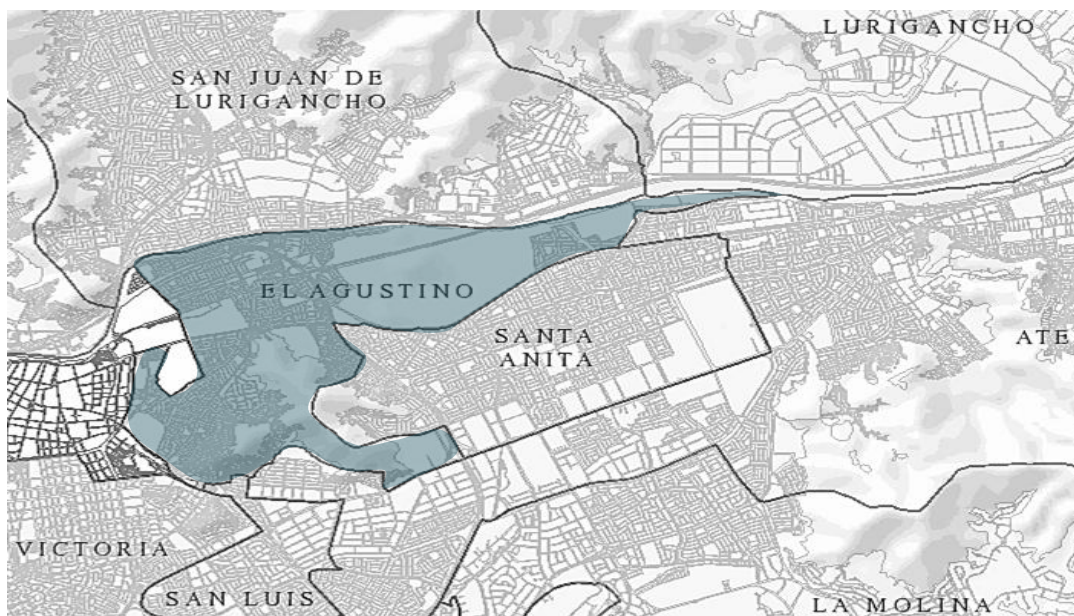 LURIGANCHO
SAN JUAN DE
LURIGANCHO
EL AGUSTINO
SANTA
ANITA
ATE
VICTORIA
SAN LUIS
LA MOLINA